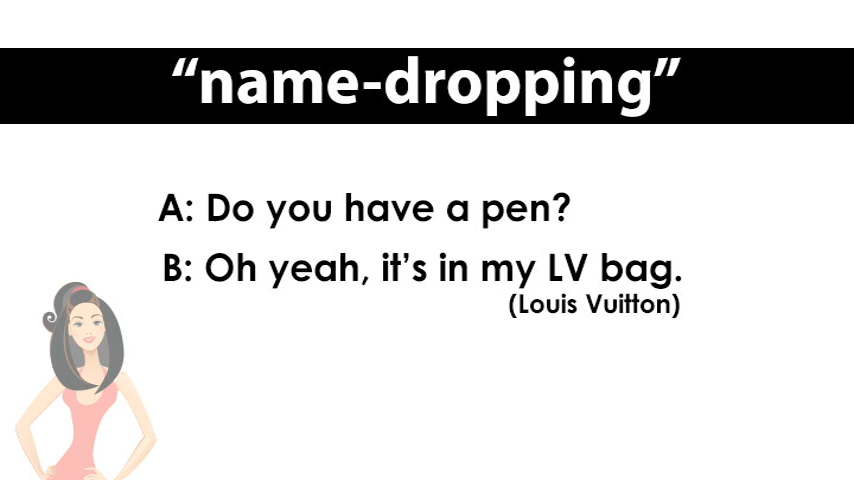 “name-dropping”
A: Do you have a pen?
B: Oh yeah, it’s in my LV bag.
(Louis Vuitton)